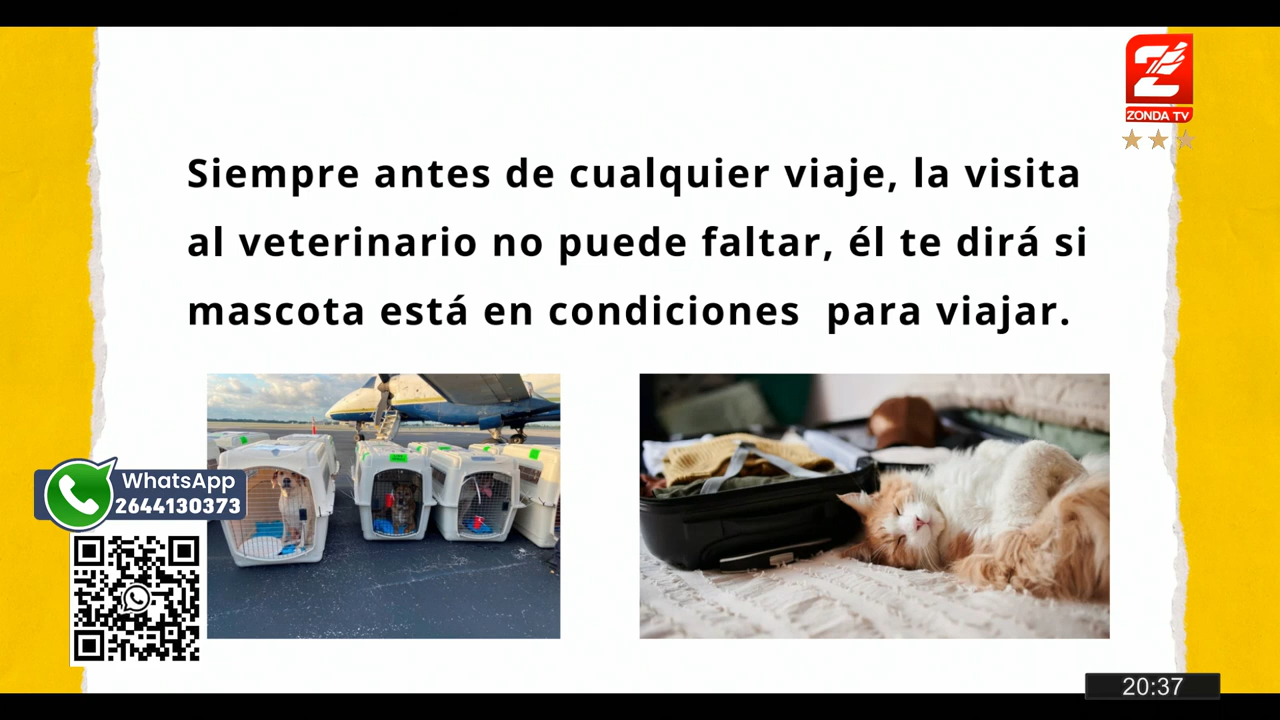 ZONDA TV
Siempre antes de cualquier viaje, la visita
al veterinario no puede faltar, él te dirá si
mascota está en condiciones  para viajar.
WhatsApp
2644130373
20:37